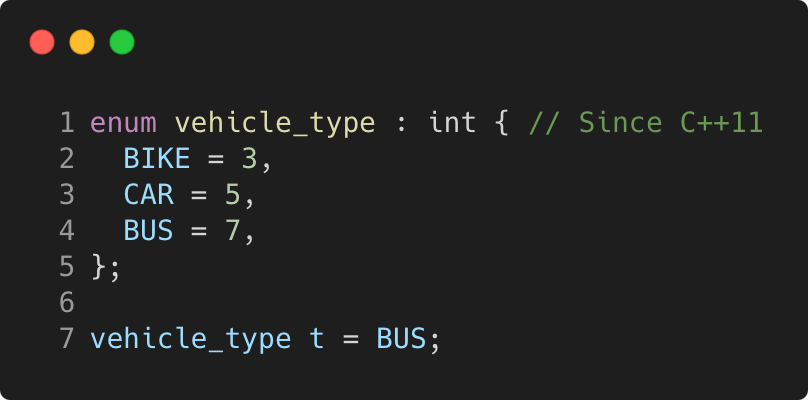 1 enum vehicle_type : int { // Since C++11
2   BIKE = 3,
3   CAR = 5,
4   BUS = 7,
5 };
6
7 vehicle_type t = BUS;